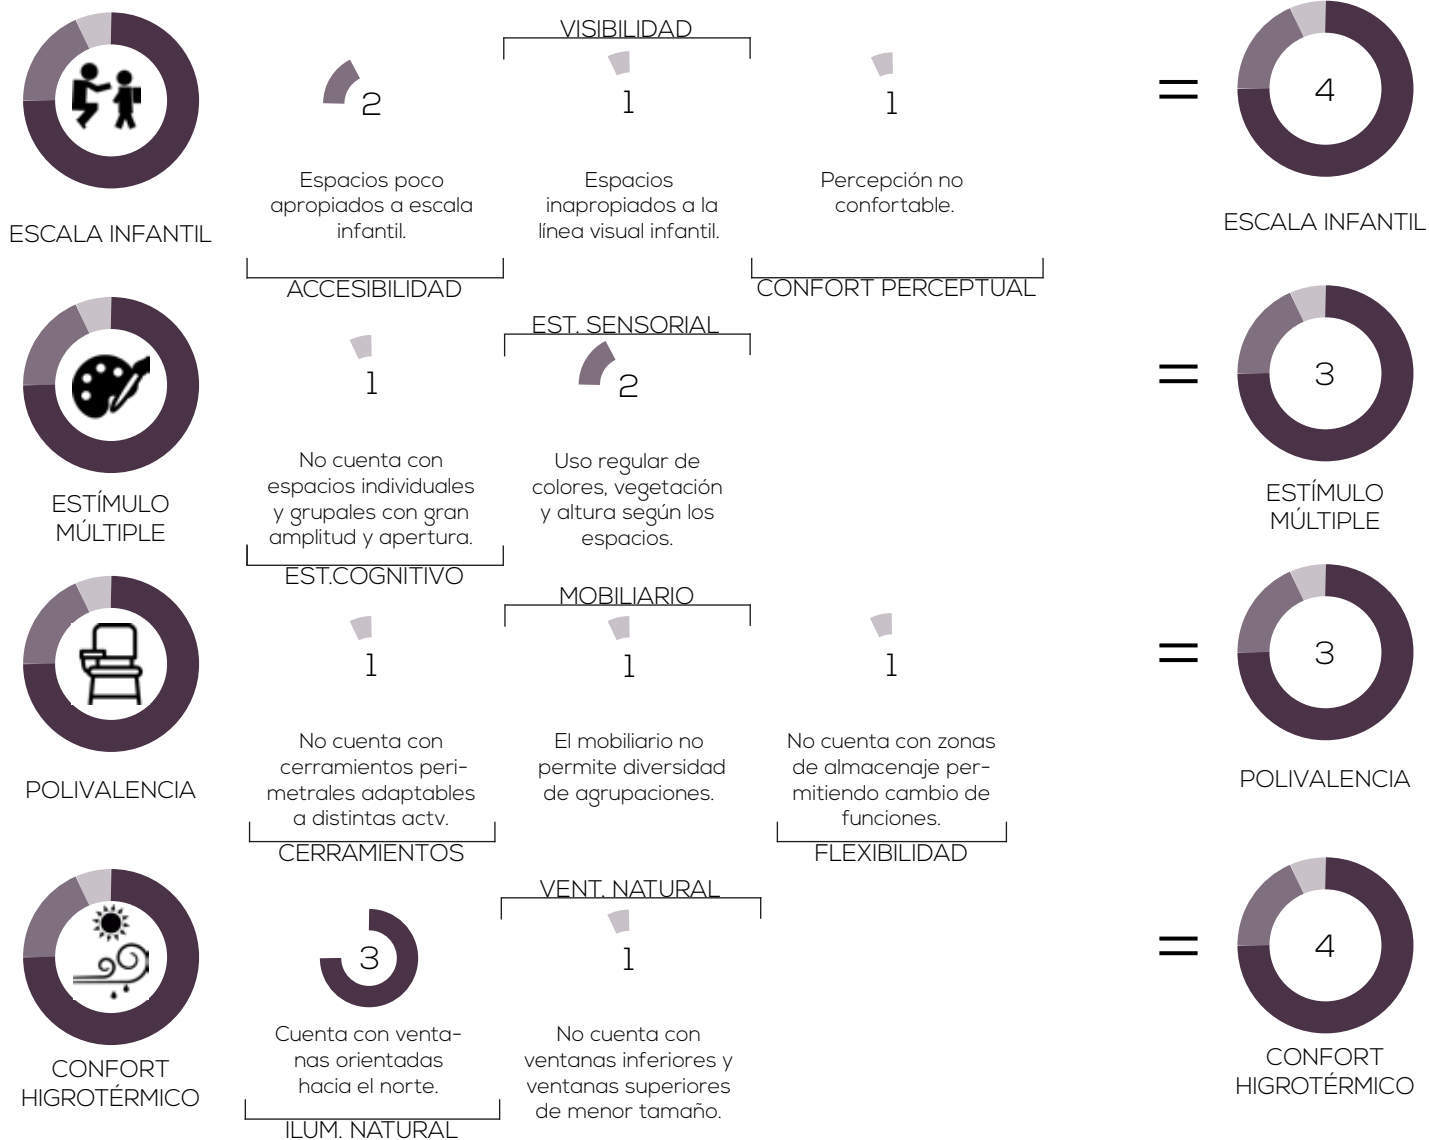 VISIBILIDAD
2
1
1
=
4
Espacios poco
apropiados a escala
infantil.
Espacios
inapropiados a la
línea visual infantil.
Percepción no
confortable.
ESCALA INFANTIL
ESCALA INFANTIL
ACCESIBILIDAD
CONFORT PERCEPTUAL
EST. SENSORIAL
1
2
=
3
No cuenta con
espacios individuales
y grupales con gran
amplitud y apertura.
Uso regular de
colores, vegetación
y altura según los
espacios.
ESTÍMULO
MÚLTIPLE
ESTÍMULO
MÚLTIPLE
EST.COGNITIVO
MOBILIARIO
1
1
1
=
3
No cuenta con
cerramientos peri-
metrales adaptables
a distintas actv.
El mobiliario no
permite diversidad
de agrupaciones.
No cuenta con zonas
de almacenaje per-
mitiendo cambio de
funciones.
POLIVALENCIA
POLIVALENCIA
CERRAMIENTOS
FLEXIBILIDAD
VENT. NATURAL
3
1
=
4
Cuenta con venta-
nas orientadas
hacia el norte.
No cuenta con
ventanas inferiores y
ventanas superiores
de menor tamaño.
CONFORT
HIGROTÉRMICO
CONFORT
HIGROTÉRMICO
ILUM. NATURAL